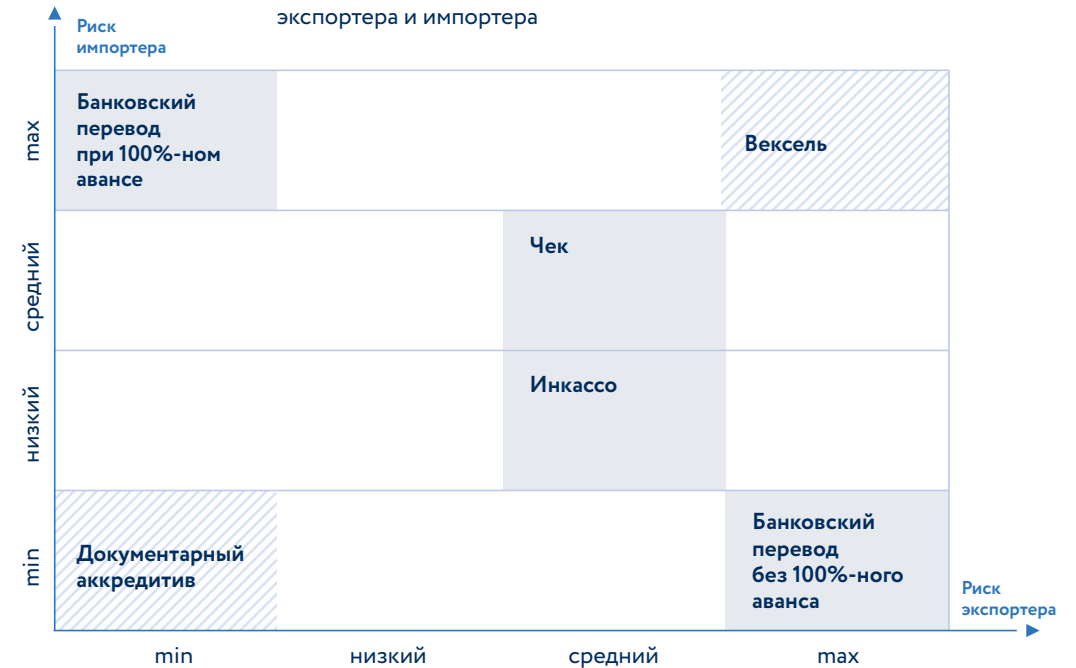 экспортера и импортера
Риск
импортера
max
Банковский
перевод
при 100%-ном
авансе
Вексель
средний
Чек
низкий
Инкассо
min
Документарный
аккредитив
Банковский
перевод
без 100%-ного
аванса
Риск
экспортера
min
низкий
средний
max